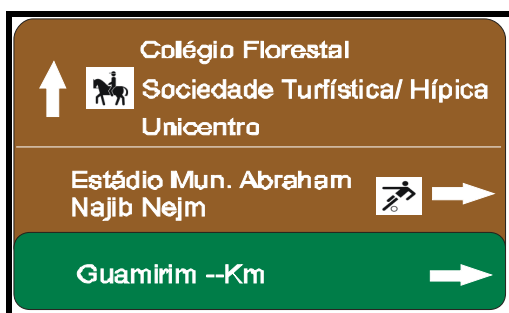 Colégio Florestal
Sociedade Turfística/ Hípica
Unicentro
Estádio Mun. Abraham
Najib Nejm
Guamirim --Km